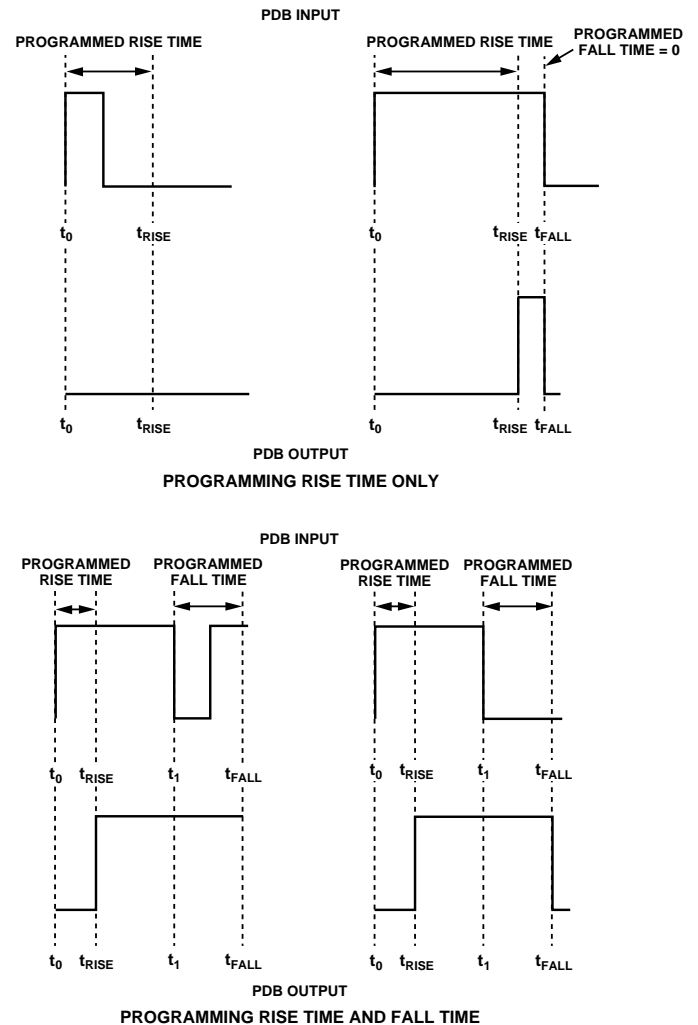 PDB INPUT
PROGRAMMED RISE TIME
PROGRAMMED RISE TIME
PROGRAMMED
FALL TIME = 0
t0 tRISE
t0 tRISE tFALL
t0 tRISE
t0 tRISE tFALL
PDB OUTPUT
PROGRAMMING RISE TIME ONLY
PDB INPUT
PROGRAMMED
RISE TIME
PROGRAMMED
FALL TIME
PROGRAMMED
RISE TIME
PROGRAMMED
FALL TIME
t0 tRISE t1 tFALL
t0 tRISE t1 tFALL
t0 tRISE t1 tFALL
t0 tRISE t1 tFALL
PDB OUTPUT
PROGRAMMING RISE TIME AND FALL TIME